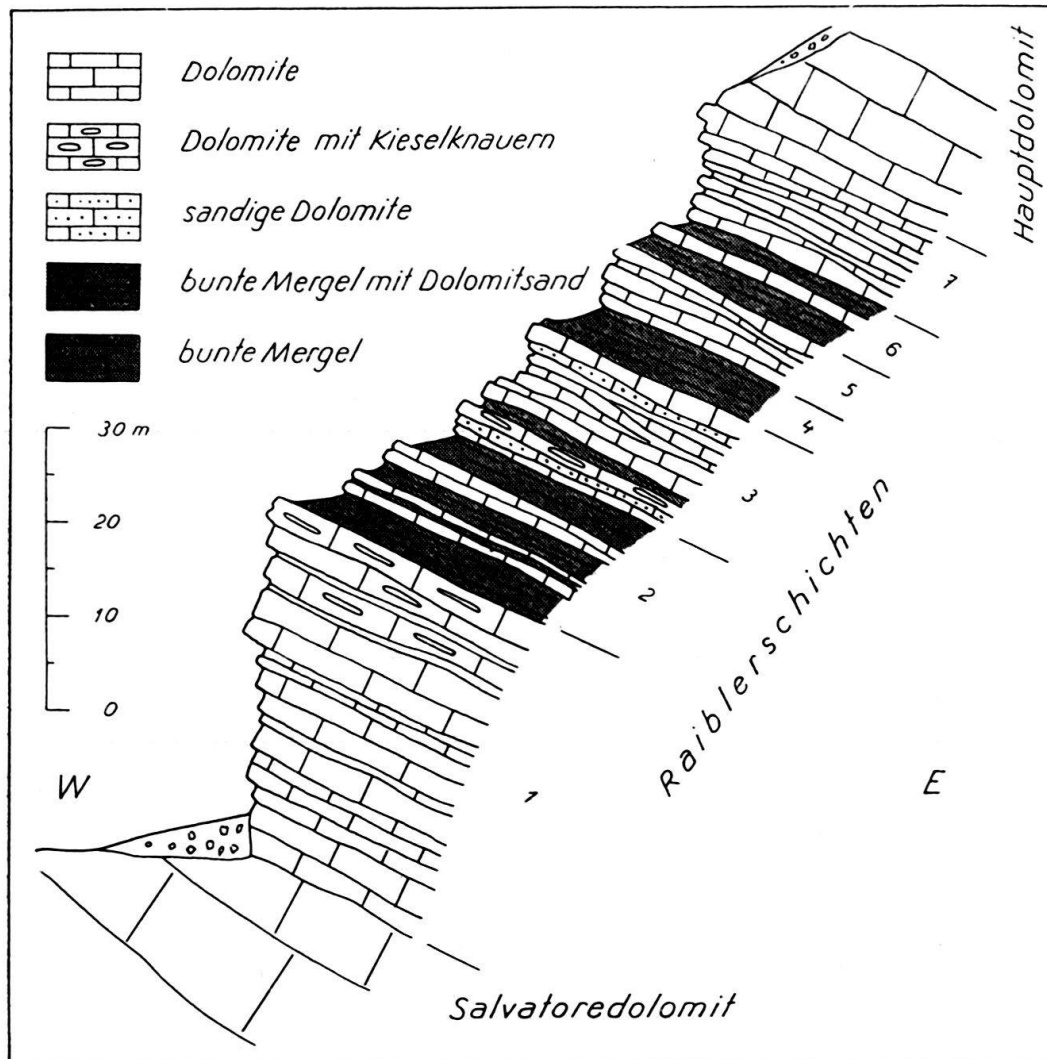 Dolomite
Dolomite mit Kieselknauern
sandige Dolomite
bunte Mergel mit Dolomitsand
bunte Mergel
30 m
20
10
0
W
E
Hauptdolomit
1
6
5
4
3
2
1
Raiblerschichten
Salvatoredolomit